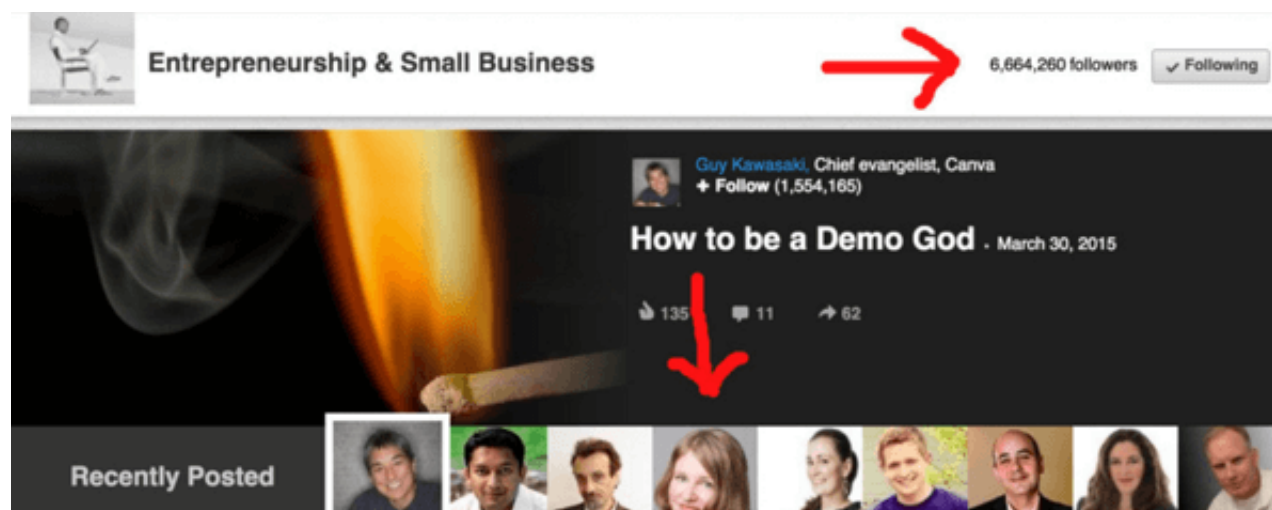 Entrepreneurship & Small Business
6,664,260 followers
Following
Guy Kawasaki, Chief evangelist, Canva
+ Follow (1,554,165)
How to be a Demo God · March 30, 2015
135 11 62
Recently Posted